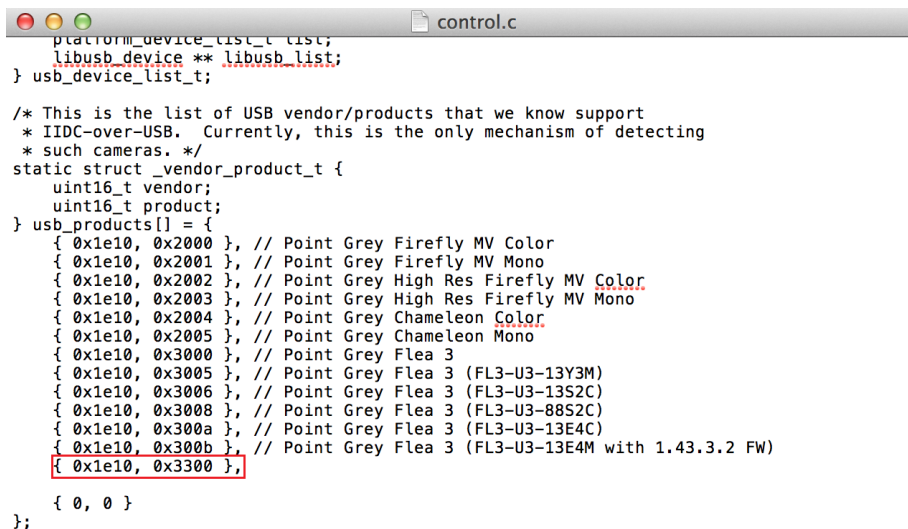 control.c
platform_device_list_t list;
libusb_device ** libusb_list;
} usb_device_list_t;
/* This is the list of USB vendor/products that we know support
* IIDC-over-USB.  Currently, this is the only mechanism of detecting
* such cameras. */
static struct _vendor_product_t {
uint16_t vendor;
uint16_t product;
} usb_products[] = {
{ 0x1e10, 0x2000 }, // Point Grey Firefly MV Color
{ 0x1e10, 0x2001 }, // Point Grey Firefly MV Mono
{ 0x1e10, 0x2002 }, // Point Grey High Res Firefly MV Color
{ 0x1e10, 0x2003 }, // Point Grey High Res Firefly MV Mono
{ 0x1e10, 0x2004 }, // Point Grey Chameleon Color
{ 0x1e10, 0x2005 }, // Point Grey Chameleon Mono
{ 0x1e10, 0x3000 }, // Point Grey Flea 3
{ 0x1e10, 0x3005 }, // Point Grey Flea 3 (FL3-U3-13Y3M)
{ 0x1e10, 0x3006 }, // Point Grey Flea 3 (FL3-U3-13S2C)
{ 0x1e10, 0x3008 }, // Point Grey Flea 3 (FL3-U3-88S2C)
{ 0x1e10, 0x300a }, // Point Grey Flea 3 (FL3-U3-13E4C)
{ 0x1e10, 0x300b }, // Point Grey Flea 3 (FL3-U3-13E4M with 1.43.3.2 FW)
{ 0x1e10, 0x3300 },
{ 0, 0 }
};